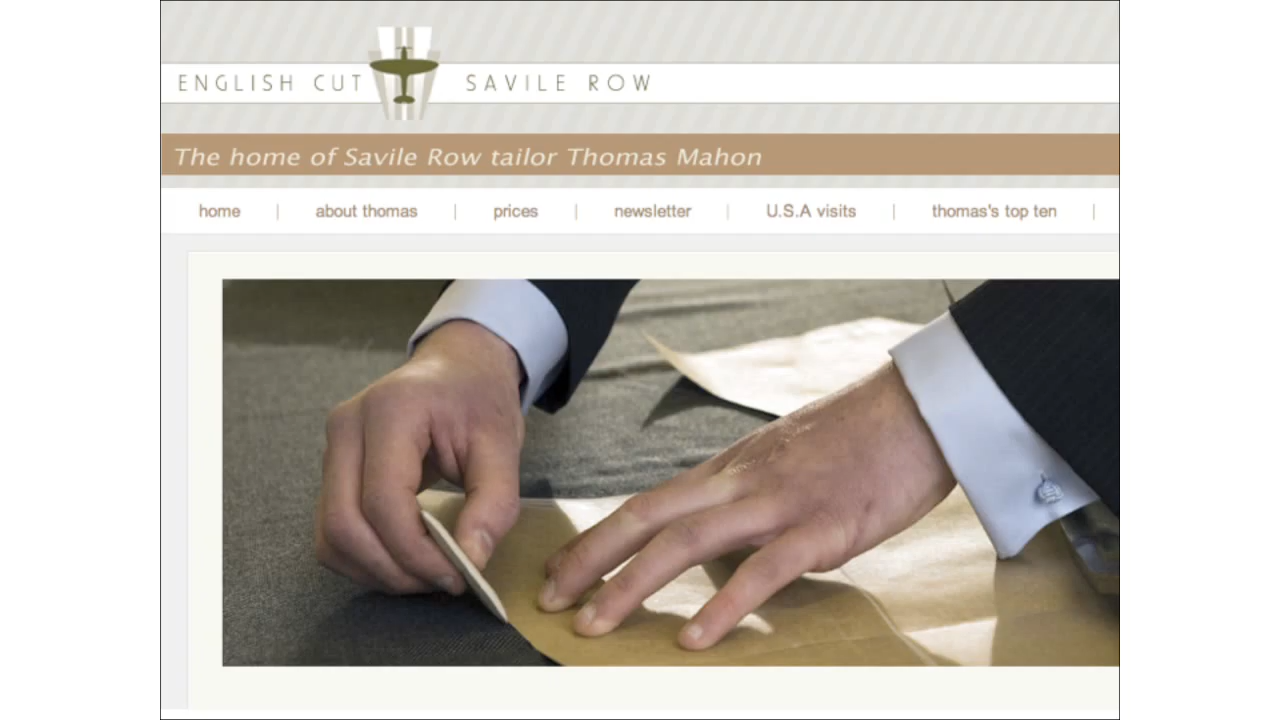 ENGLISH CUT SAVILE ROW
The home of Savile Row tailor Thomas Mahon
home | about thomas | prices | newsletter | U.S.A visits | thomas's top ten |